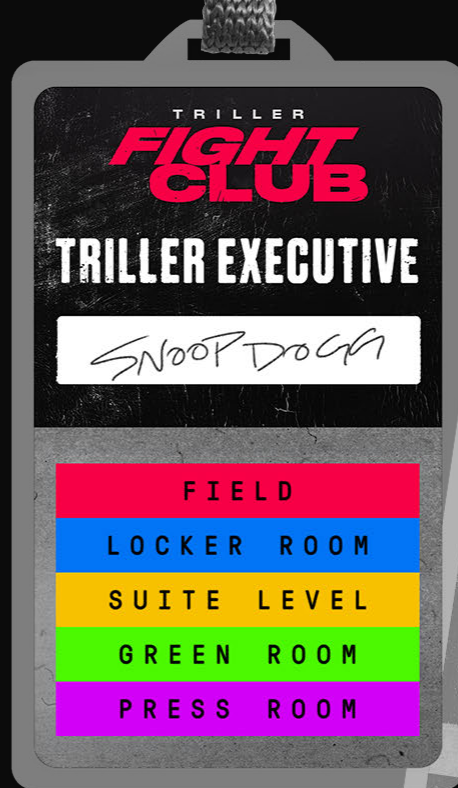 TRILLER
FIGHT
CLUB
TRILLER EXECUTIVE
SNOOP DOGG
FIELD
LOCKER ROOM
SUITE LEVEL
GREEN ROOM
PRESS ROOM